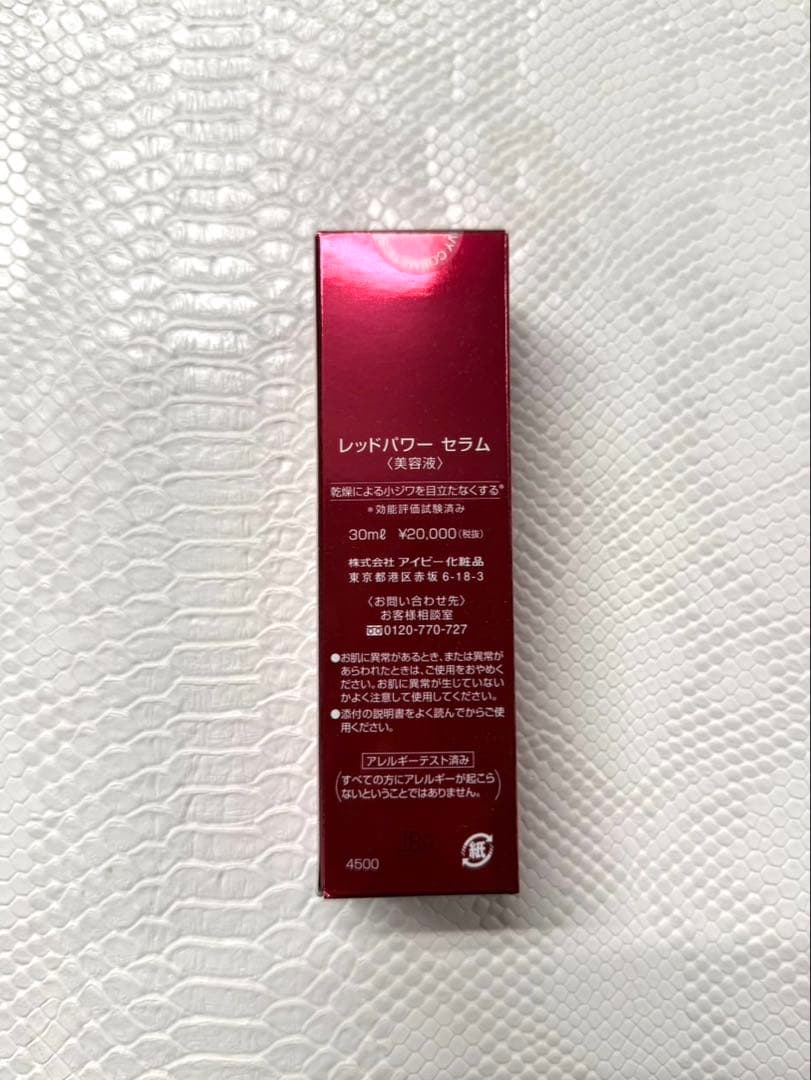 レッドパワー セラム
〈美容液〉
乾燥による小ジワを目立たなくする*
*効能評価試験済み
30mℓ ¥20,000(税抜)
株式会社 アイビー化粧品
東京都港区赤坂 6-18-3
〈お問い合わせ先〉
お客様相談室
0120-770-727
●お肌に異常があるとき、または異常が
あらわれたときは、ご使用をおやめく
ださい。お肌に異常が生じていない
かよく注意して使用してください。
●添付の説明書をよく読んでからご使
用ください。
アレルギーテスト済み
(すべての方にアレルギーが起こら
ないということではありません。)
紙
4500